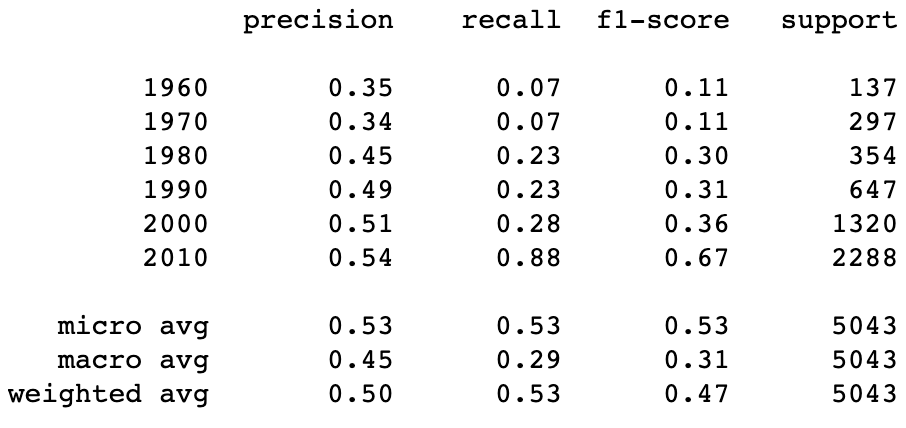 precision recall f1-score support
1960 0.35 0.07 0.11 137
1970 0.34 0.07 0.11 297
1980 0.45 0.23 0.30 354
1990 0.49 0.23 0.31 647
2000 0.51 0.28 0.36 1320
2010 0.54 0.88 0.67 2288
micro avg 0.53 0.53 0.53 5043
macro avg 0.45 0.29 0.31 5043
weighted avg 0.50 0.53 0.47 5043